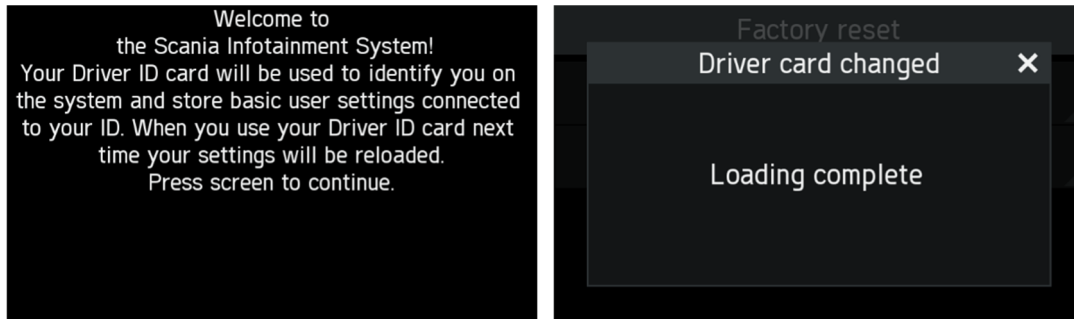 Welcome to
the Scania Infotainment System!
Your Driver ID card will be used to identify you on
the system and store basic user settings connected
to your ID. When you use your Driver ID card next
time your settings will be reloaded.
Press screen to continue.
Factory reset
Driver card changed ×
Loading complete